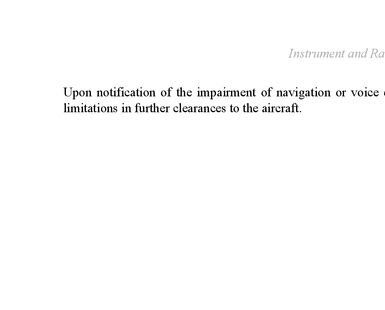 Instrument and Ra
Upon notification of the impairment of navigation or voice
limitations in further clearances to the aircraft.